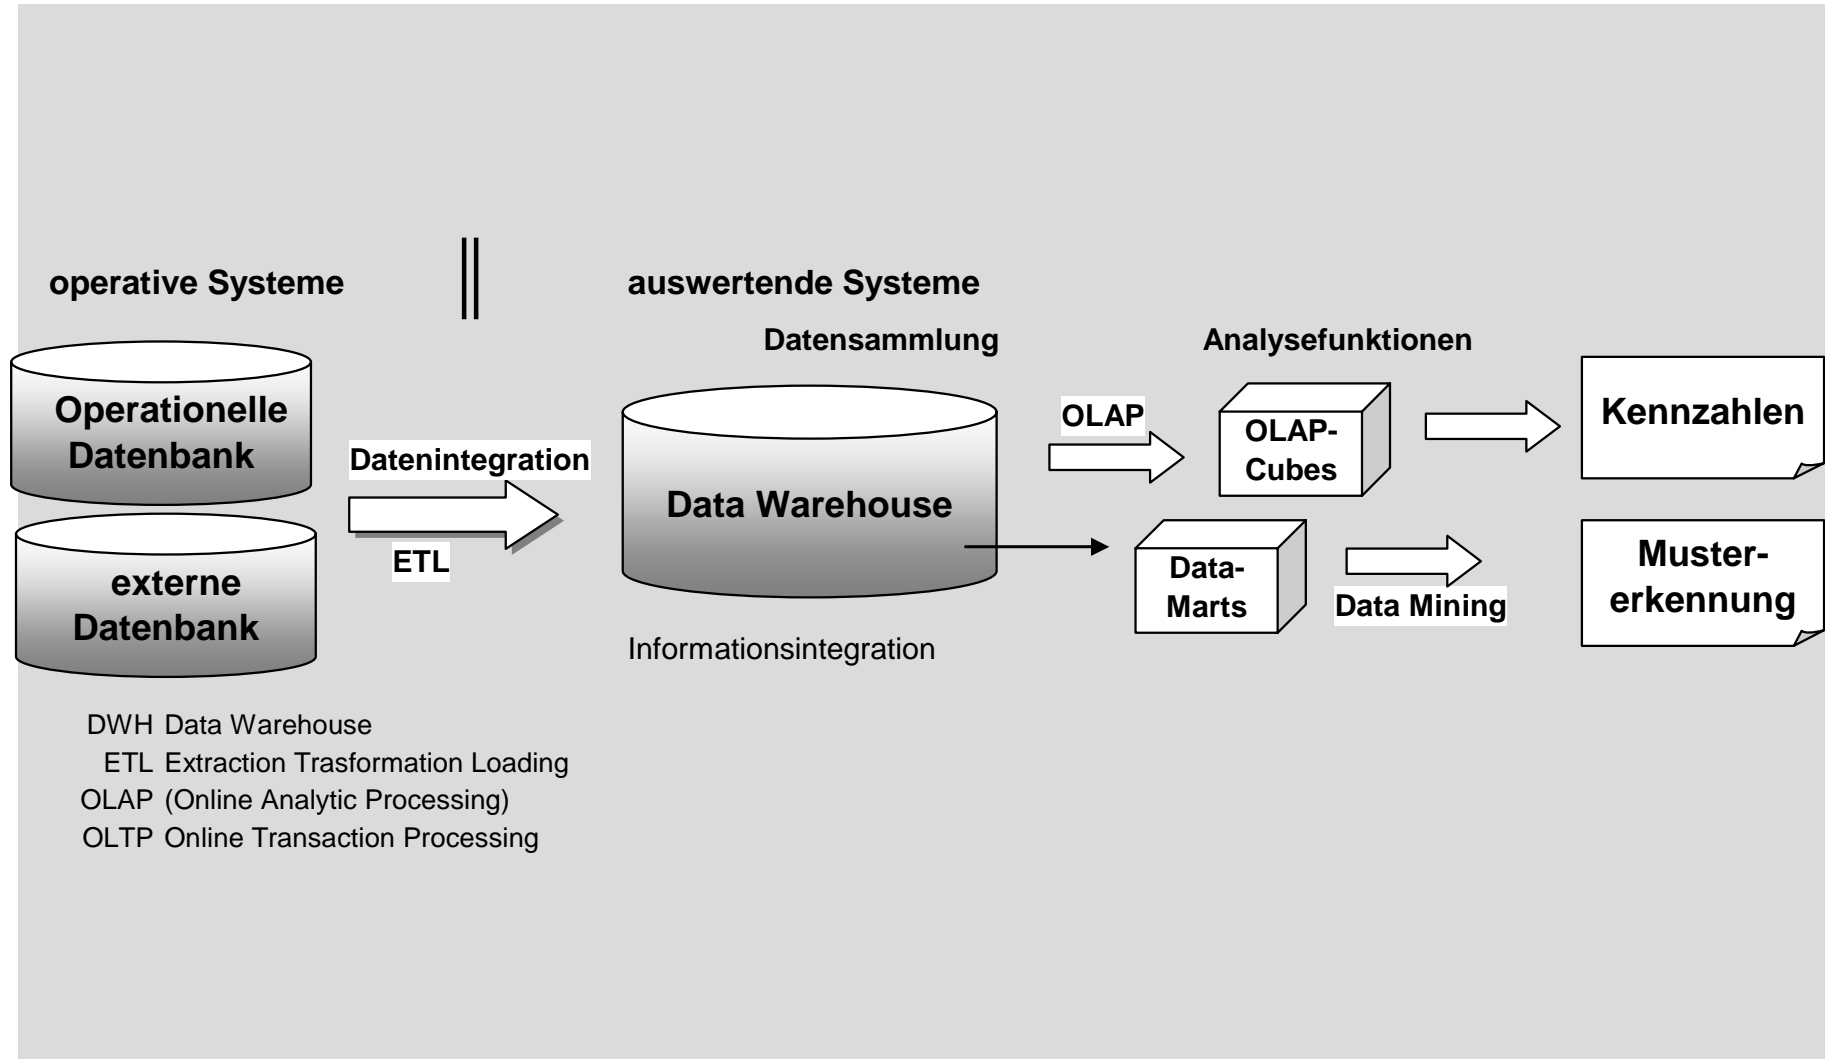 operative Systeme
auswertende Systeme
Datensammlung
Analysefunktionen
Operationelle
Datenbank
externe
Datenbank
Datenintegration
ETL
Data Warehouse
Informationsintegration
OLAP
OLAP-
Cubes
Kennzahlen
Data-
Marts
Data Mining
Muster-
erkennung
DWH Data Warehouse
ETL Extraction Trasformation Loading
OLAP (Online Analytic Processing)
OLTP Online Transaction Processing